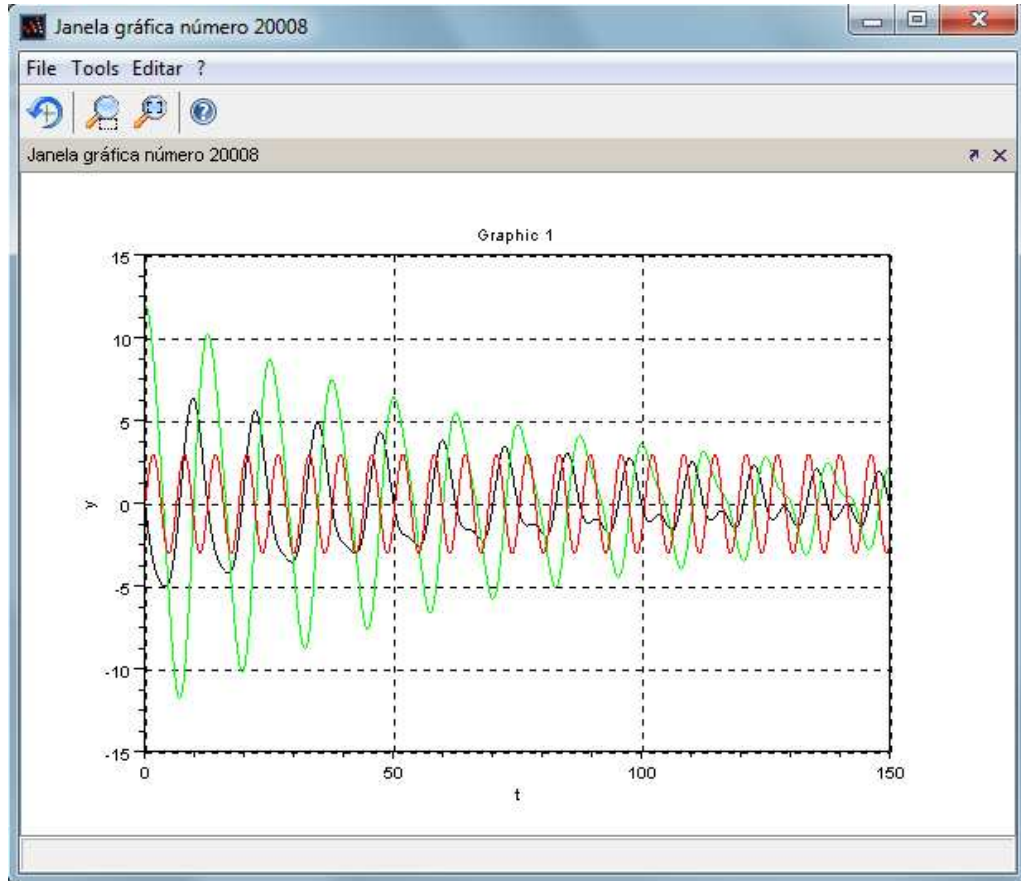 Janela gráfica número 20008
File Tools Editar ?
Janela gráfica número 20008
Graphic 1
15
10
5
0
-5
-10
-15
y
0 50 100 150
t